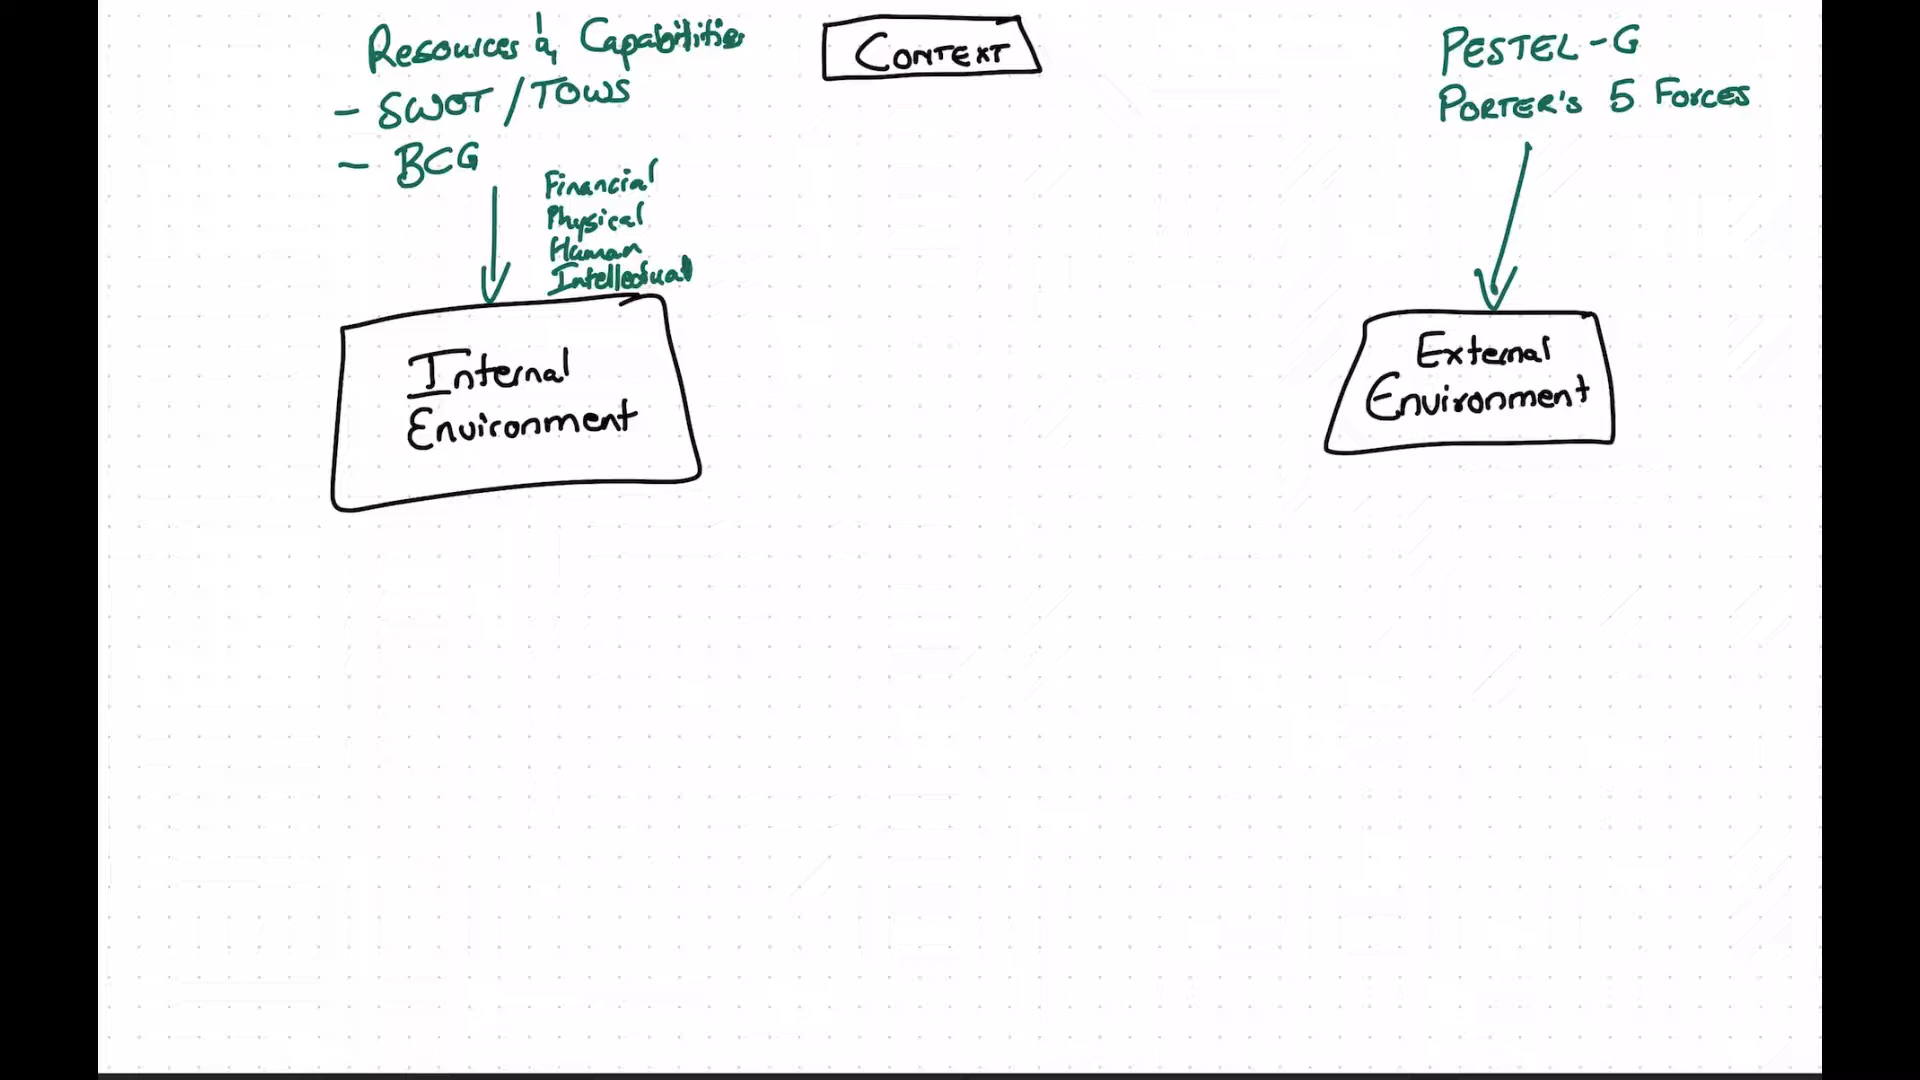 Resources & Capabilities
- SWOT / TOWS
- BCG
Financial
Physical
Human
Intellectual
Internal
Environment
CONTEXT
PESTEL-G
PORTER'S 5 Forces
External
Environment